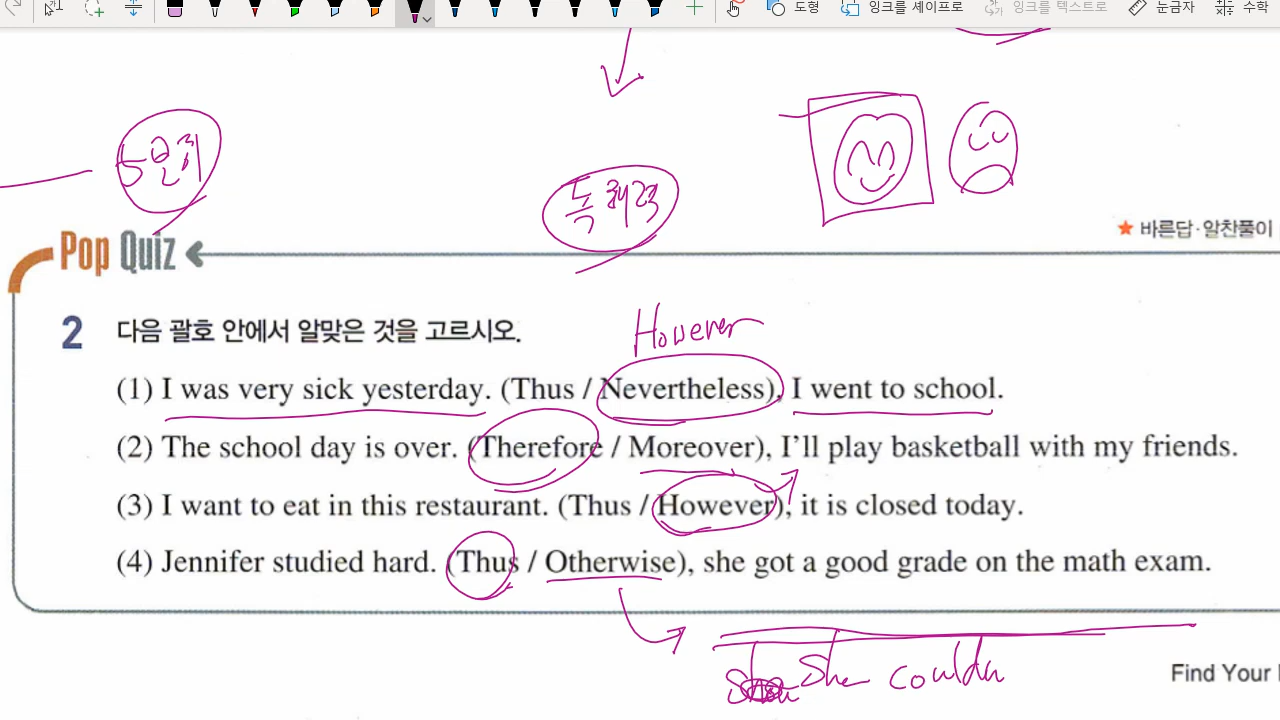 도형 잉크를 셰이프로 잉크를 텍스트로 눈금자 수학
5일치
독해력
Pop Quiz
★ 바른답·알찬풀이
However
2 다음 괄호 안에서 알맞은 것을 고르시오.
(1) I was very sick yesterday. (Thus / Nevertheless), I went to school.
(2) The school day is over. (Therefore / Moreover), I'll play basketball with my friends.
(3) I want to eat in this restaurant. (Thus / However), it is closed today.
(4) Jennifer studied hard. (Thus / Otherwise), she got a good grade on the math exam.
She couldn
Find Your